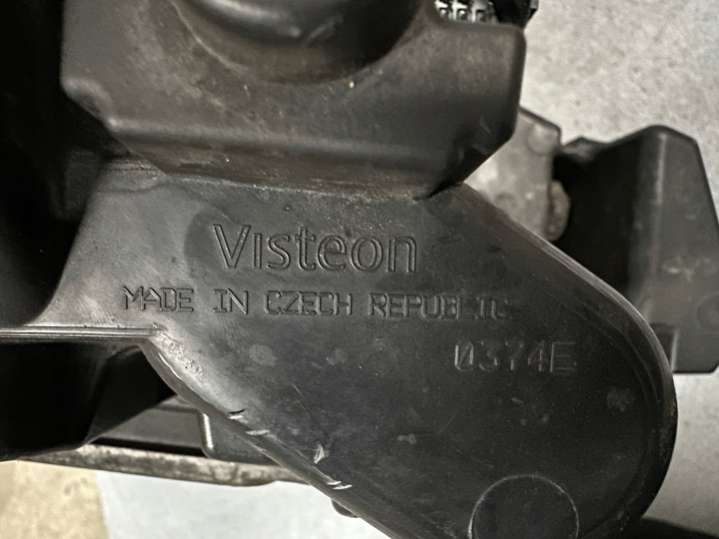 Visteon
MADE IN CZECH REPUBLIC
0374E